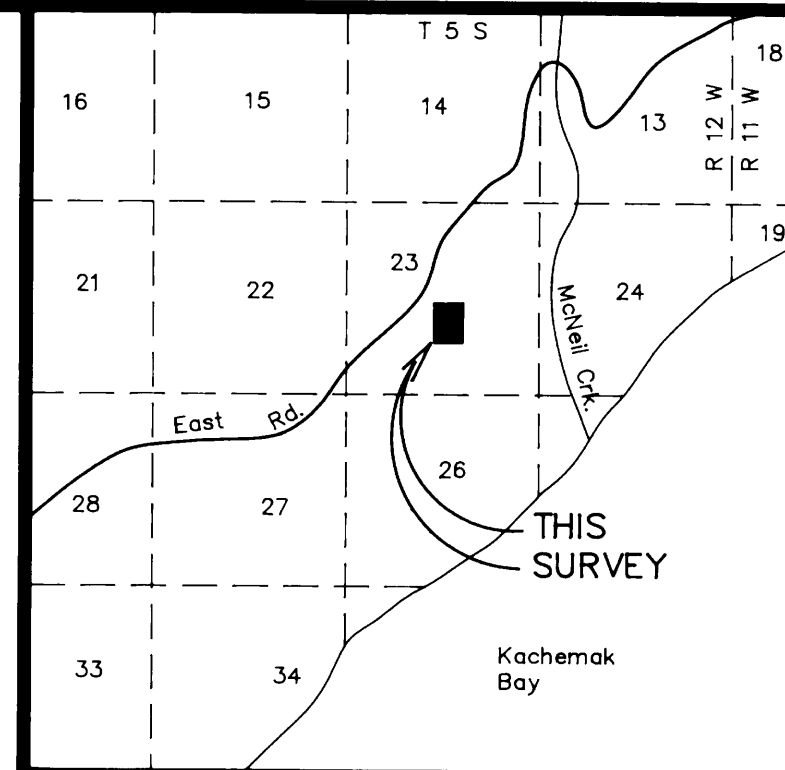 T 5 S
16
15
14
13
18
R 12 W
R 11 W
21
22
23
24
19
McNeil Crk.
East Rd.
28
27
26
THIS
SURVEY
33
34
Kachemak
Bay